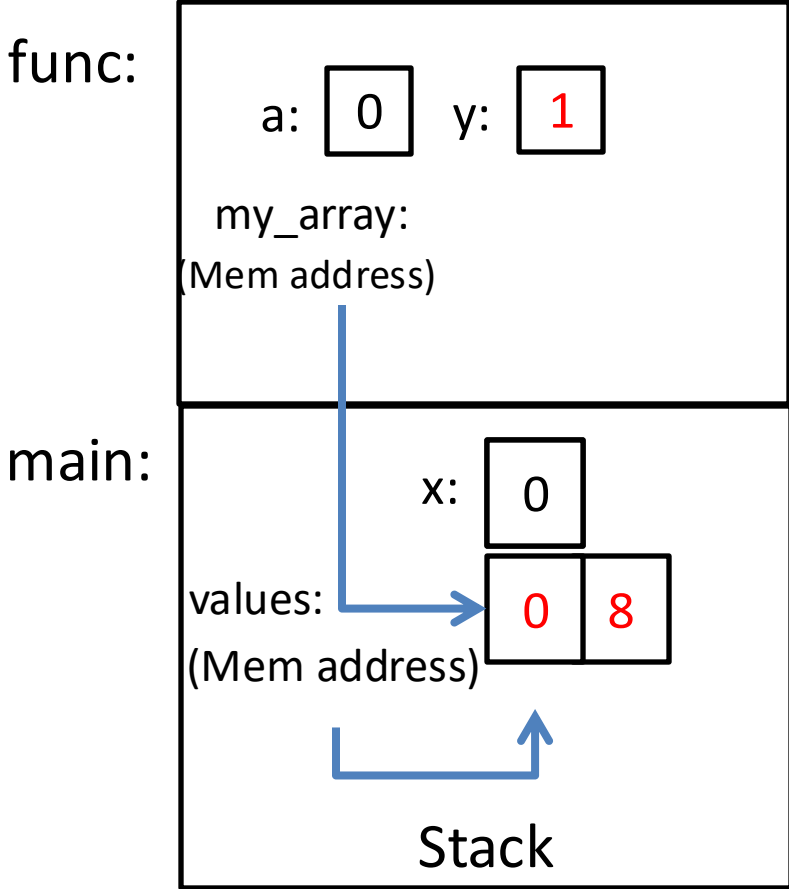 func:
a: 0 y: 1
my_array:
(Mem address)
main:
x: 0
values: 0 8
(Mem address)
Stack